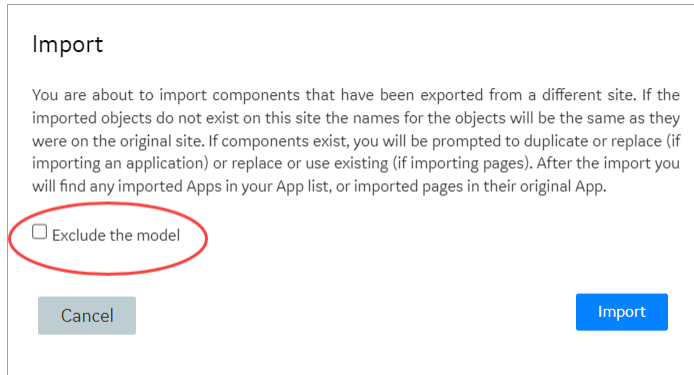 Import
You are about to import components that have been exported from a different site. If the
imported objects do not exist on this site the names for the objects will be the same as they
were on the original site. If components exist, you will be prompted to duplicate or replace (if
importing an application) or replace or use existing (if importing pages). After the import you
will find any imported Apps in your App list, or imported pages in their original App.
Exclude the model
Cancel
Import